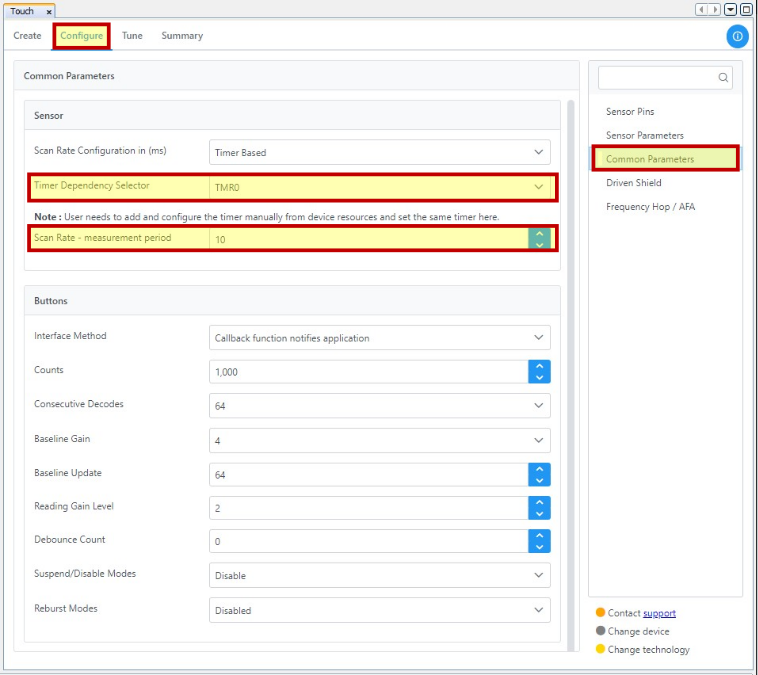 Touch x
Create Configure Tune Summary
Common Parameters
Sensor
Scan Rate Configuration in (ms) Timer Based
Timer Dependency Selector TMR0
Note : User needs to add and configure the timer manually from device resources and set the same timer here.
Scan Rate - measurement period 10
Buttons
Interface Method Callback function notifies application
Counts 1,000
Consecutive Decodes 64
Baseline Gain 4
Baseline Update 64
Reading Gain Level 2
Debounce Count 0
Suspend/Disable Modes Disable
Reburst Modes Disabled
Sensor Pins
Sensor Parameters
Common Parameters
Driven Shield
Frequency Hop / AFA
Contact support
Change device
Change technology